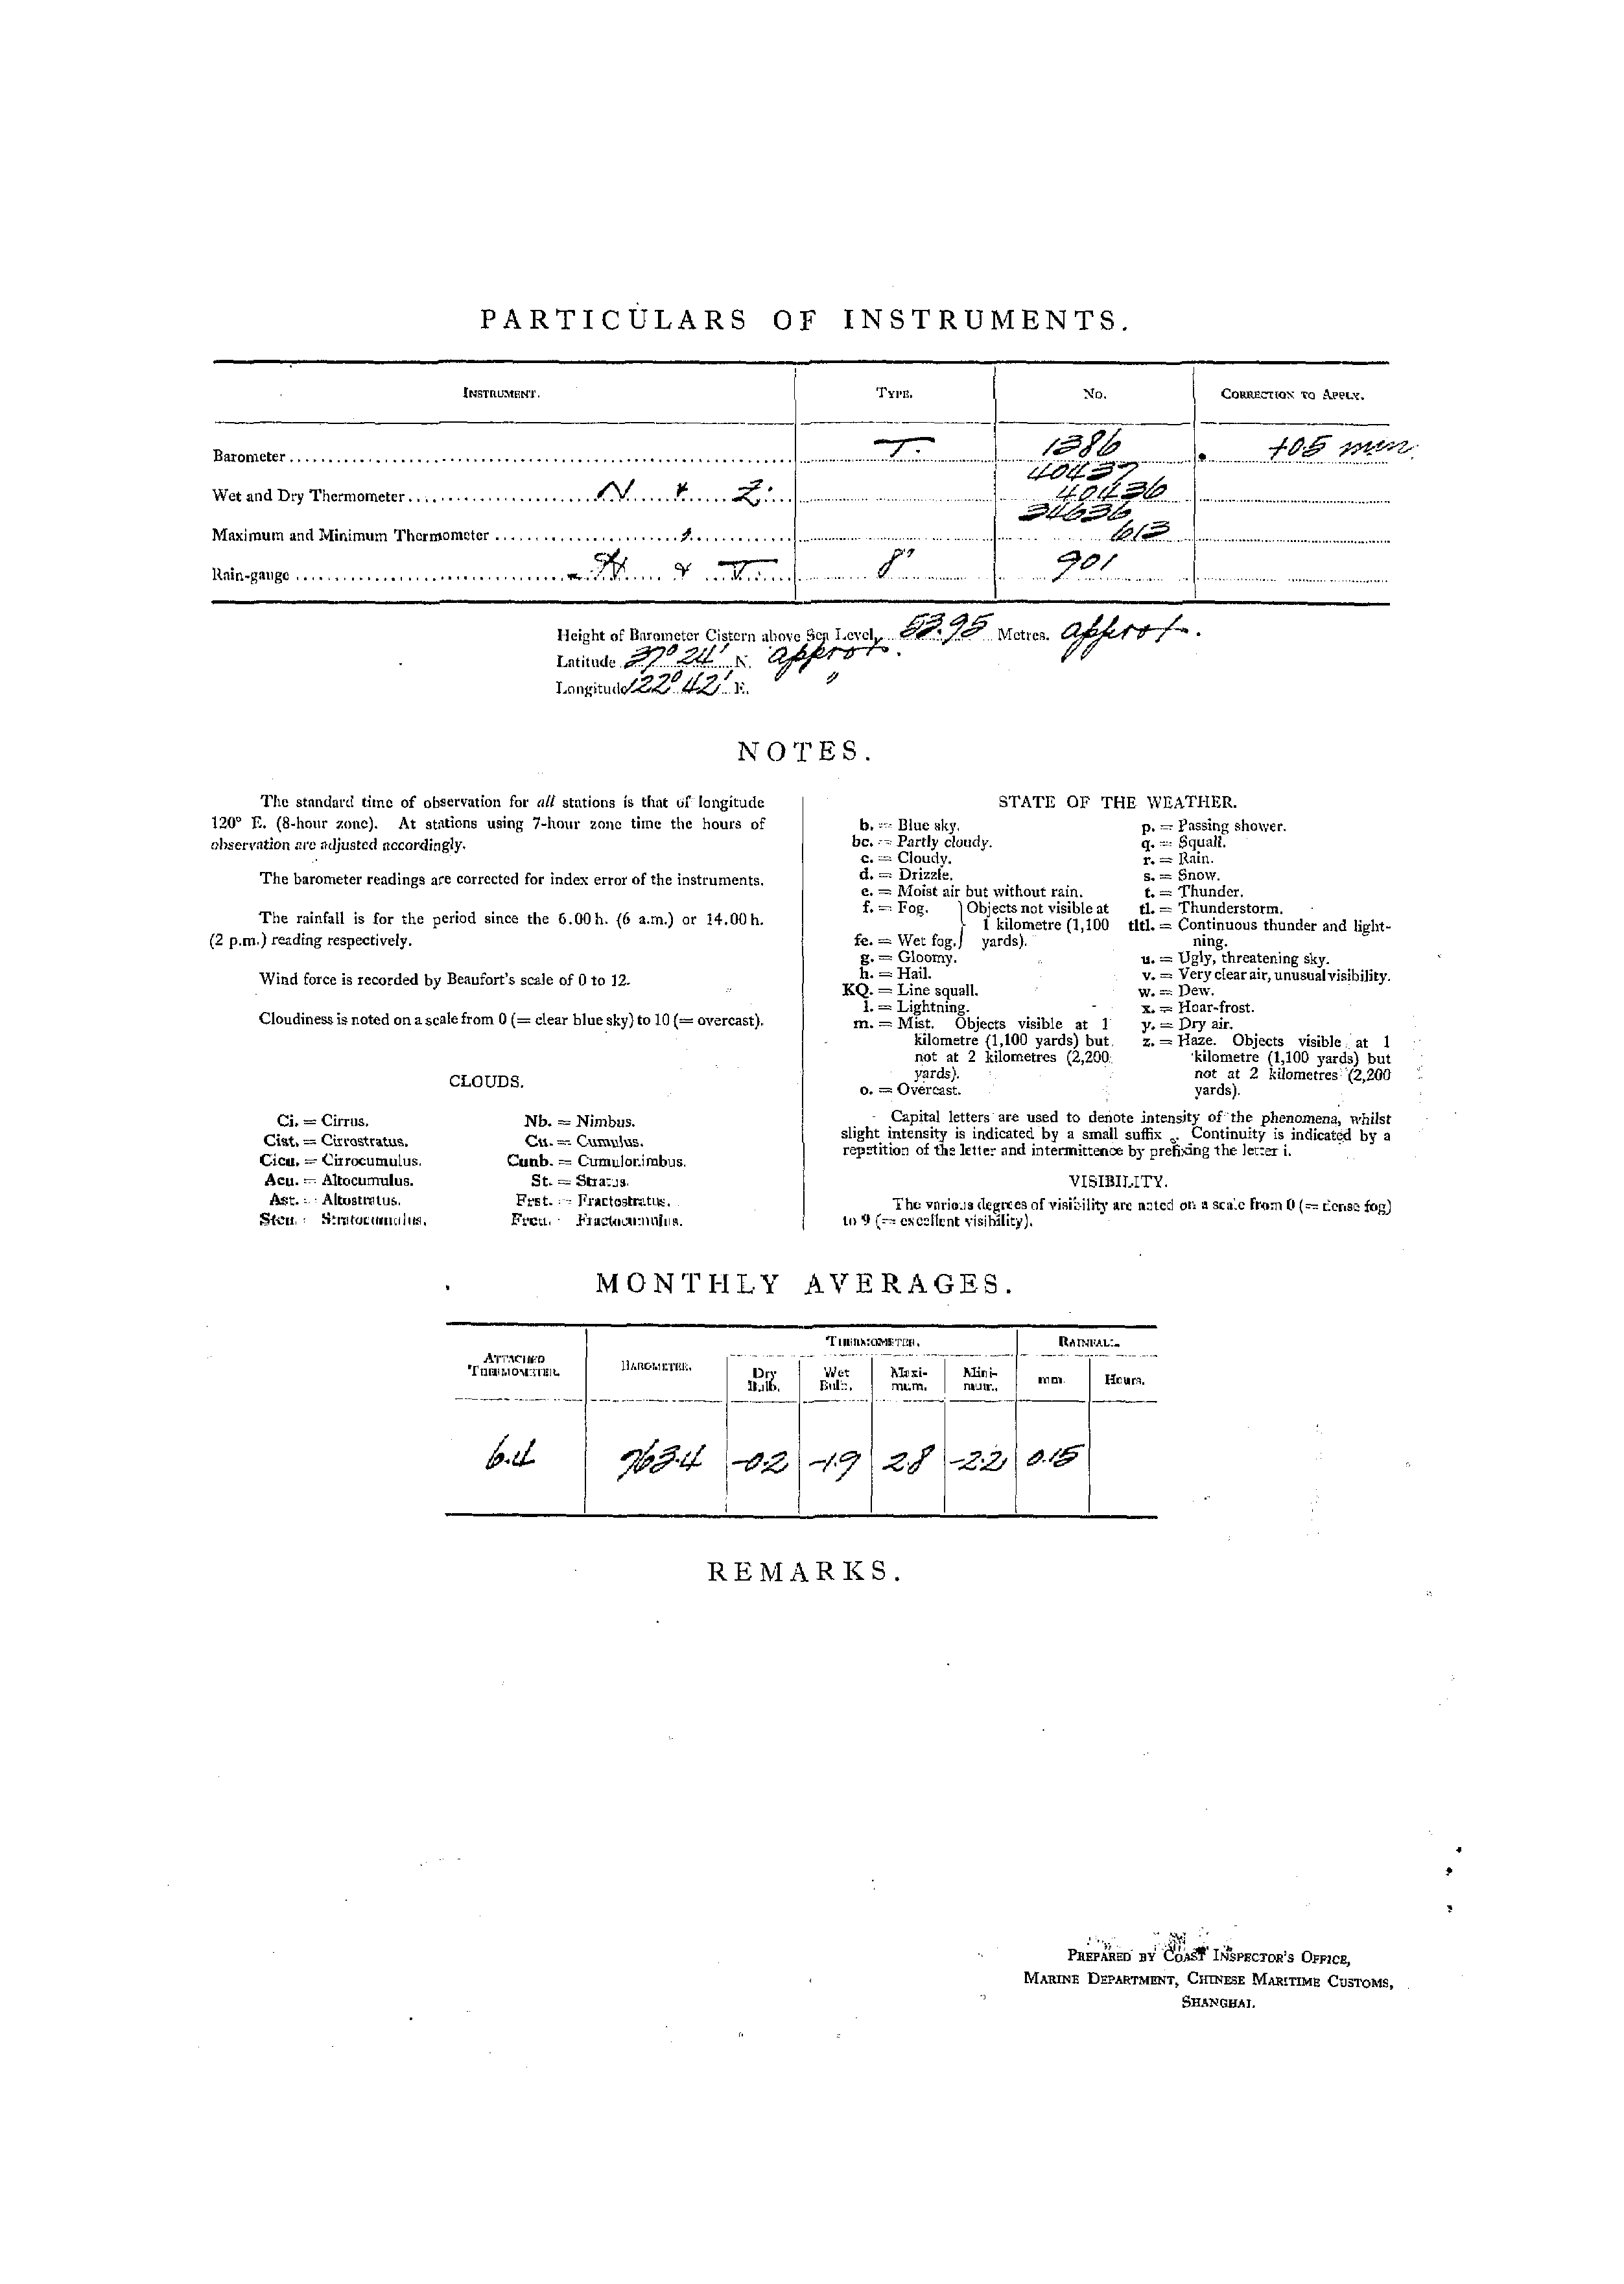 PARTICULARS OF INSTRUMENTS.
INSTRUMENT. TYPE. No. CORRECTION TO APPLY.
Barometer T. 1386 +05 mm.
40437
Wet and Dry Thermometer N. & Z. 40436
34636
Maximum and Minimum Thermometer 613
Rain-gauge & 8" 901
Height of Barometer Cistern above Sea Level, Metres. Approx.
Latitude 37° 24' N. Approx.
Longitude 122° 42' E. "
NOTES.
The standard time of observation for all stations is that of longitude
120° E. (8-hour zone). At stations using 7-hour zone time the hours of
observation are adjusted accordingly.
The barometer readings are corrected for index error of the instruments.
The rainfall is for the period since the 6.00 h. (6 a.m.) or 14.00 h.
(2 p.m.) reading respectively.
Wind force is recorded by Beaufort's scale of 0 to 12.
Cloudiness is noted on a scale from 0 (= clear blue sky) to 10 (= overcast).
CLOUDS.
Ci. = Cirrus. Nb. = Nimbus.
Cist. = Cirrostratus. Cu. = Cumulus.
Cicu. = Cirrocumulus. Cunb. = Cumulonimbus.
Acu. = Altocumulus. St. = Stratus.
Ast. = Altostratus. Frst. = Fractostratus.
Stcu. = Stratocumulus. Frcu. = Fractocumulus.
STATE OF THE WEATHER.
b. = Blue sky. p. = Passing shower.
bc. = Partly cloudy. q. = Squall.
c. = Cloudy. r. = Rain.
d. = Drizzle. s. = Snow.
e. = Moist air but without rain. t. = Thunder.
f. = Fog. } Objects not visible at tl. = Thunderstorm.
1 kilometre (1,100 tltl. = Continuous thunder and light-
fe. = Wet fog. } yards). ning.
g. = Gloomy. u. = Ugly, threatening sky.
h. = Hail. v. = Very clear air, unusual visibility.
KQ. = Line squall. w. = Dew.
l. = Lightning. x. = Hoar-frost.
m. = Mist. Objects visible at 1 y. = Dry air.
kilometre (1,100 yards) but z. = Haze. Objects visible at 1
not at 2 kilometres (2,200 kilometre (1,100 yards) but
yards). not at 2 kilometres (2,200
o. = Overcast. yards).
Capital letters are used to denote intensity of the phenomena, whilst
slight intensity is indicated by a small suffix o. Continuity is indicated by a
repetition of the letter and intermittence by prefixing the letter i.
VISIBILITY.
The various degrees of visibility are noted on a scale from 0 (= dense fog)
to 9 (= excellent visibility).
MONTHLY AVERAGES.
ATTACHED THERMOMETER. BAROMETER. THERMOMETER. RAINFALL.
Dry Bulb. Wet Bulb. Maxi-mum. Mini-mum. mm. Hours.
6.4 763.4 -0.2 -1.9 2.8 -2.2 0.15
REMARKS.
PREPARED BY COAST INSPECTOR'S OFFICE,
MARINE DEPARTMENT, CHINESE MARITIME CUSTOMS,
SHANGHAI.